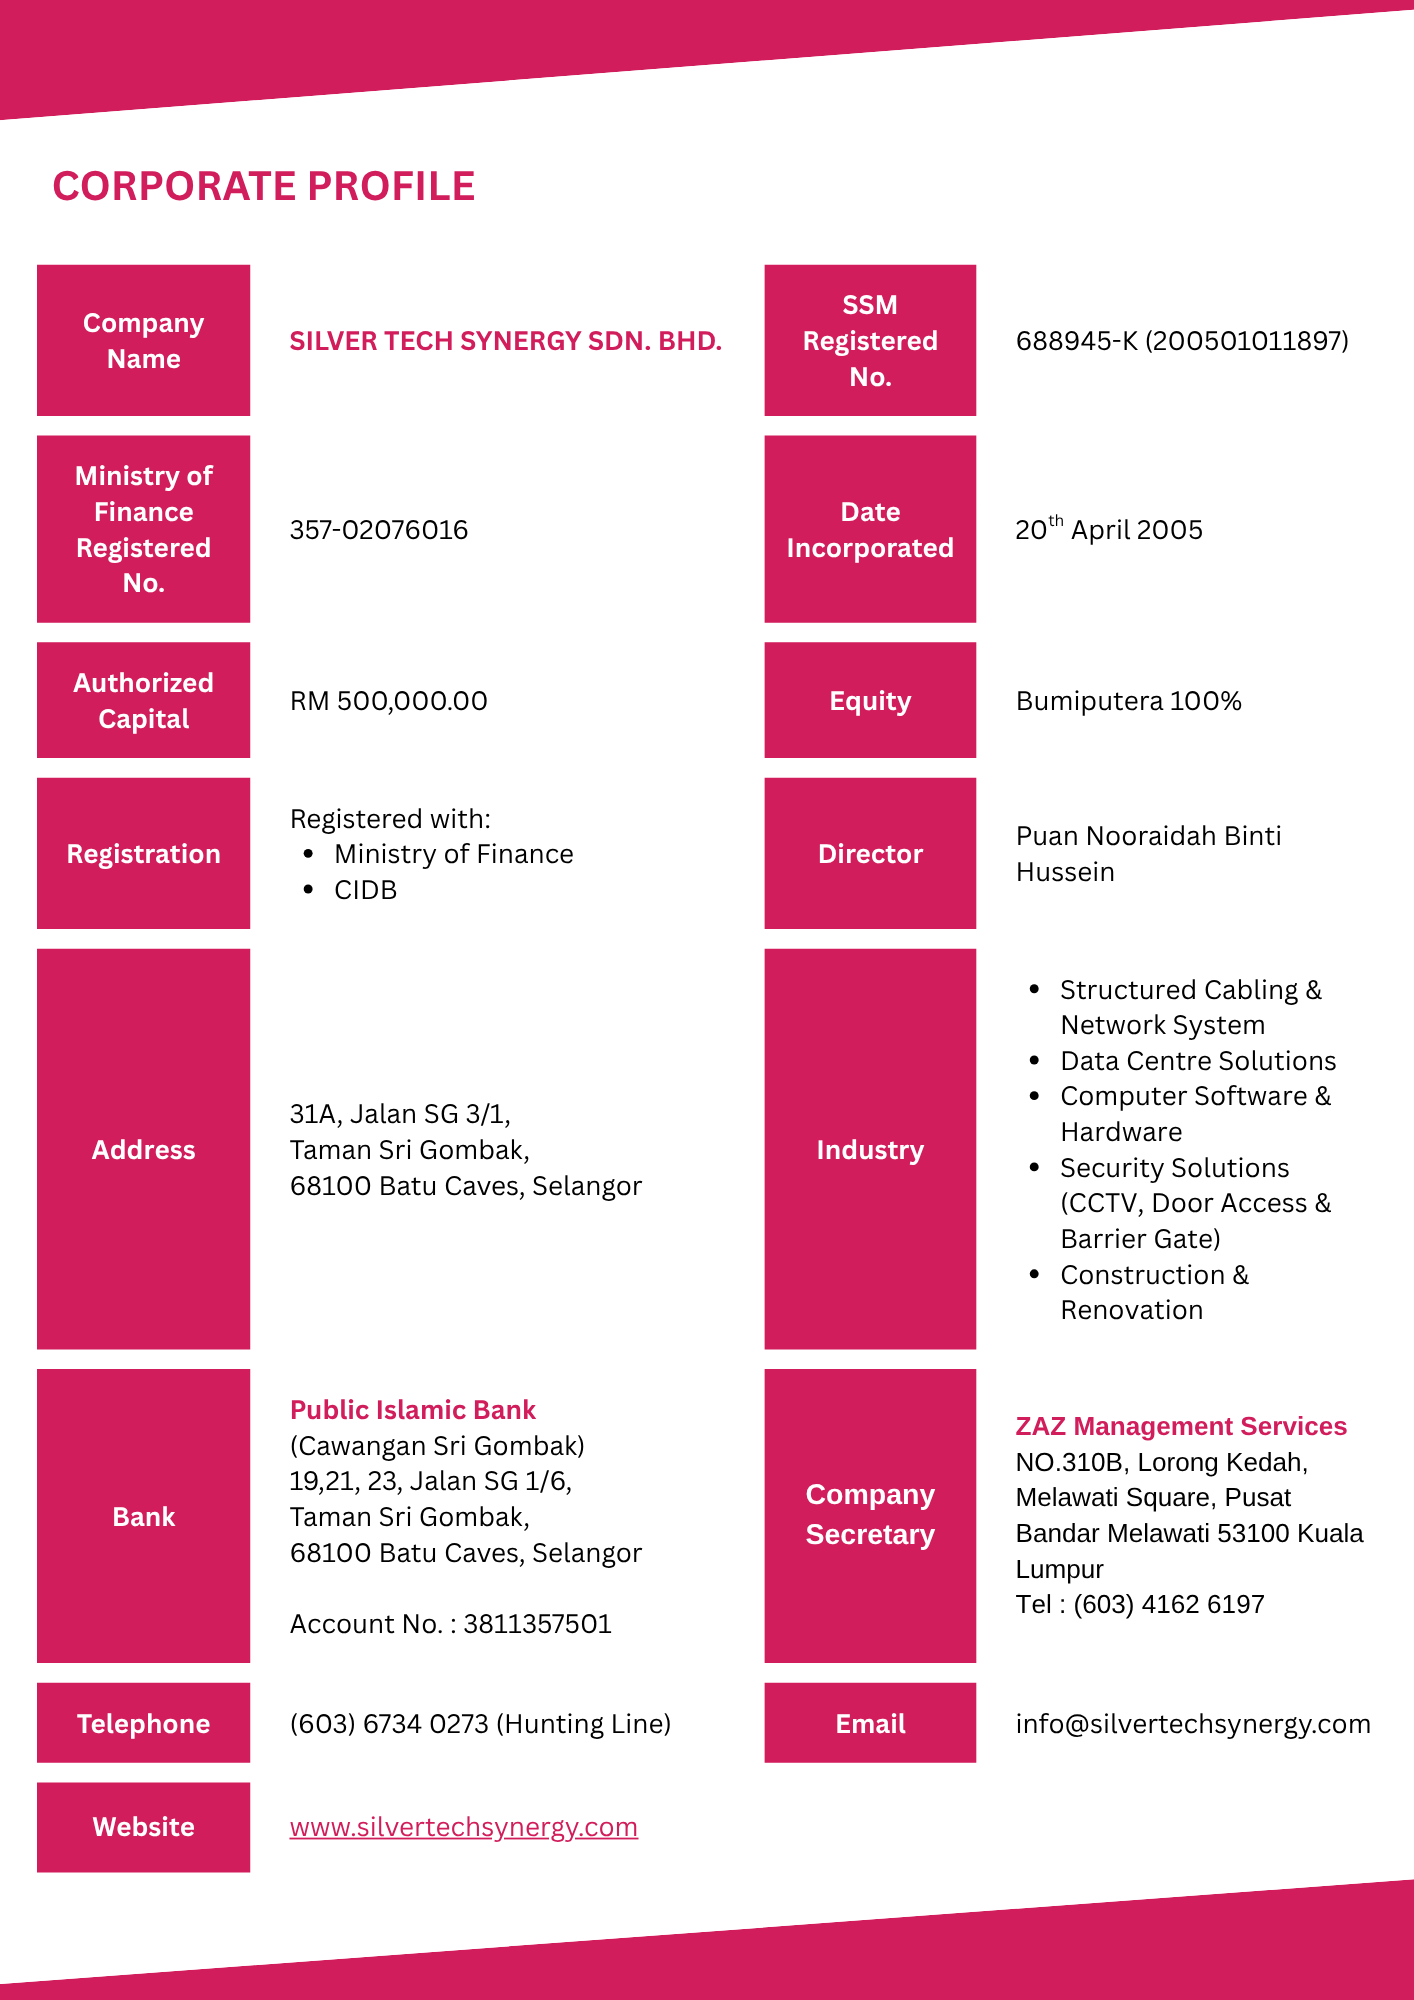 CORPORATE PROFILE
Company
Name
SILVER TECH SYNERGY SDN. BHD.
SSM
Registered
No.
688945-K (200501011897)
Ministry of
Finance
Registered
No.
357-02076016
Date
Incorporated
20th April 2005
Authorized
Capital
RM 500,000.00
Equity
Bumiputera 100%
Registration
Registered with:
• Ministry of Finance
• CIDB
Director
Puan Nooraidah Binti
Hussein
Address
31A, Jalan SG 3/1,
Taman Sri Gombak,
68100 Batu Caves, Selangor
Industry
• Structured Cabling &
Network System
• Data Centre Solutions
• Computer Software &
Hardware
• Security Solutions
(CCTV, Door Access &
Barrier Gate)
• Construction &
Renovation
Bank
Public Islamic Bank
(Cawangan Sri Gombak)
19,21, 23, Jalan SG 1/6,
Taman Sri Gombak,
68100 Batu Caves, Selangor
Account No. : 3811357501
Company
Secretary
ZAZ Management Services
NO.310B, Lorong Kedah,
Melawati Square, Pusat
Bandar Melawati 53100 Kuala
Lumpur
Tel : (603) 4162 6197
Telephone
(603) 6734 0273 (Hunting Line)
Email
info@silvertechsynergy.com
Website
www.silvertechsynergy.com